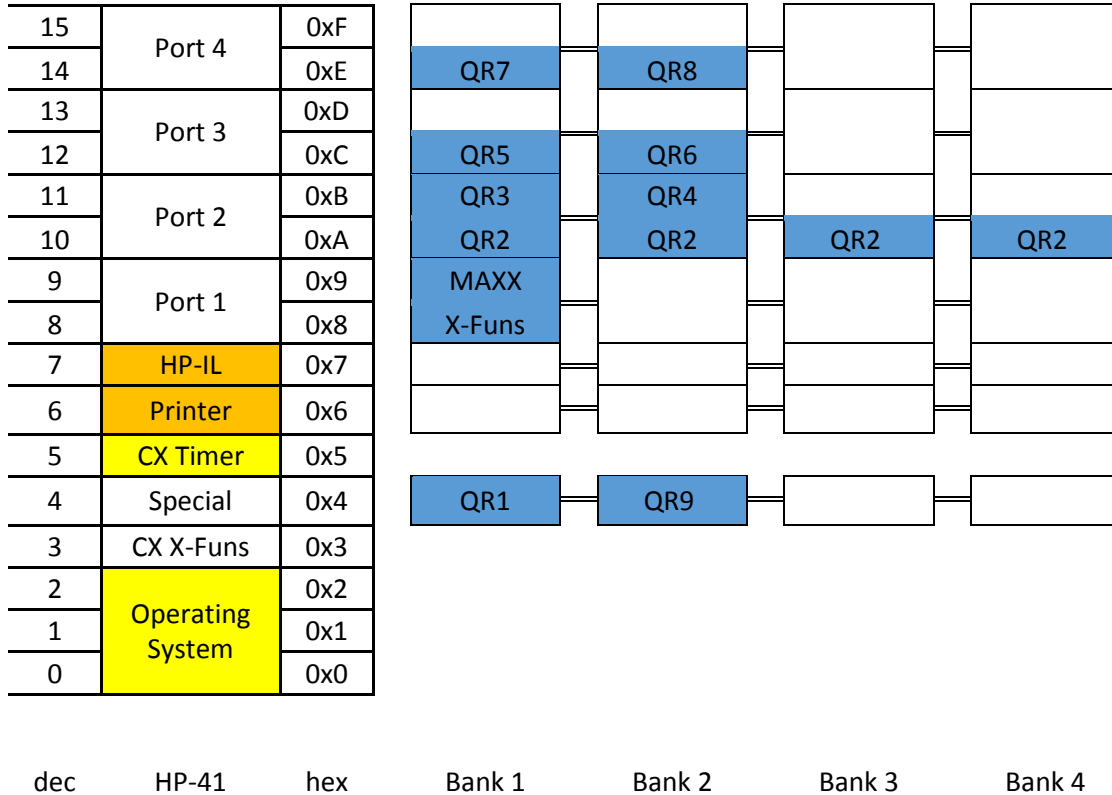 15 0xF
Port 4
14 0xE QR7 QR8
13 0xD
Port 3
12 0xC QR5 QR6
11 0xB QR3 QR4
Port 2
10 0xA QR2 QR2 QR2 QR2
9 0x9 MAXX
Port 1
8 0x8 X-Funs
7 HP-IL 0x7
6 Printer 0x6
5 CX Timer 0x5
4 Special 0x4 QR1 QR9
3 CX X-Funs 0x3
2 0x2
Operating
1 0x1
System
0 0x0
dec HP-41 hex Bank 1 Bank 2 Bank 3 Bank 4